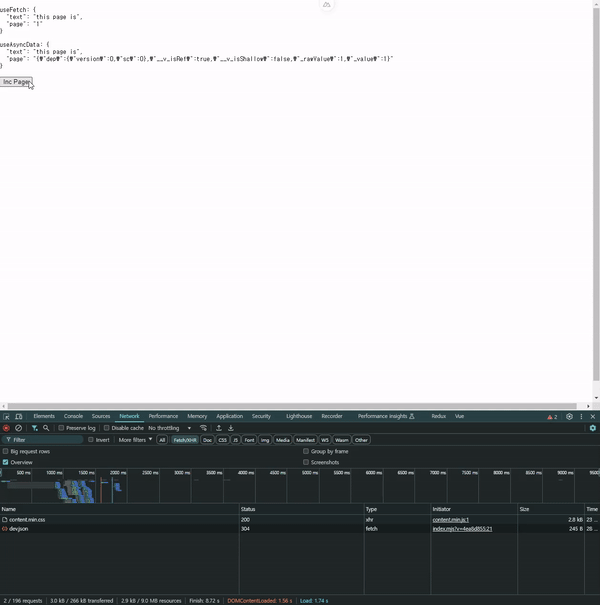 useFetch: {
"text": "this page is",
"page": "1"
}
useAsyncData: {
"text": "this page is",
"page": "{₩"dep₩":{₩"version₩":0,₩"sc₩":0},₩"__v_isRef₩":true,₩"__v_isShallow₩":false,₩"_rawValue₩":1,₩"_value₩":1}"
}
Inc Page
Elements Console Sources Network Performance Memory Application Security Lighthouse Recorder Performance insights Redux Vue 2
Preserve log Disable cache No throttling
Filter Invert More filters All Fetch/XHR Doc CSS JS Font Img Media Manifest WS Wasm Other
Big request rows Group by frame
Overview Screenshots
500 ms 1000 ms 1500 ms 2000 ms 2500 ms 3000 ms 3500 ms 4000 ms 4500 ms 5000 ms 5500 ms 6000 ms 6500 ms 7000 ms 7500 ms 8000 ms 8500 ms 9000 ms 9500
Name Status Type Initiator Size Time
content.min.css 200 xhr content.min.js:1 2.8 kB 23 ...
dev.json 304 fetch 245 B 26 ...
2 / 196 requests 3.0 kB / 266 kB transferred 2.9 kB / 9.0 MB resources Finish: 8.72 s DOMContentLoaded: 1.56 s Load: 1.74 s